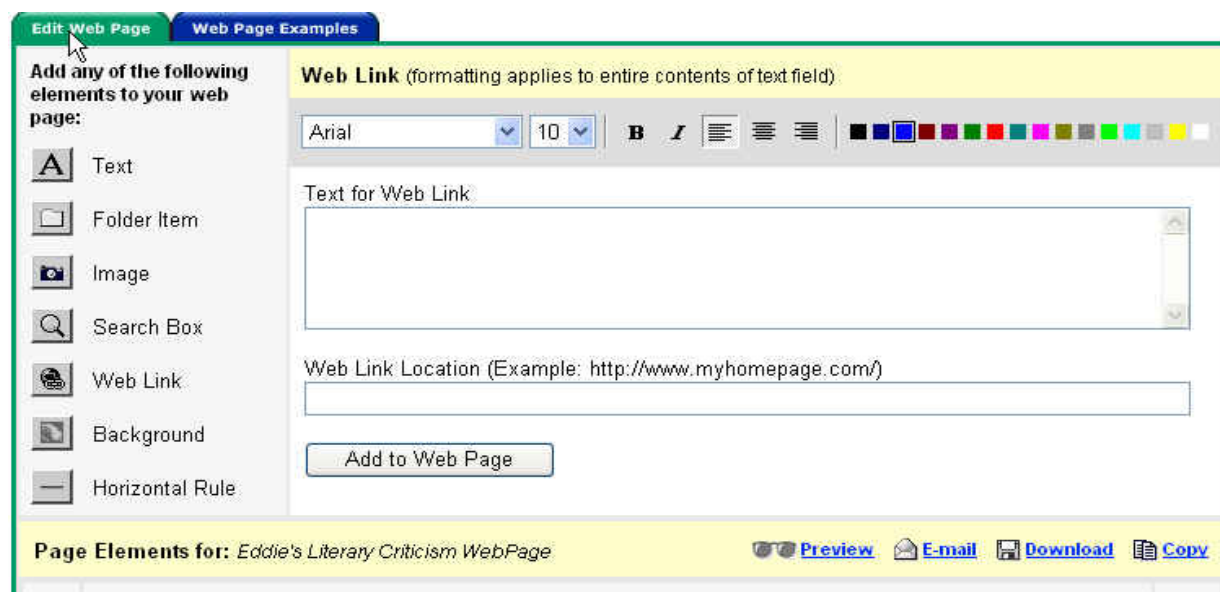 Edit Web Page
Web Page Examples
Add any of the following
elements to your web
page:
Text
Folder Item
Image
Search Box
Web Link
Background
Horizontal Rule
Web Link (formatting applies to entire contents of text field)
Arial
10
B
I
Text for Web Link
Web Link Location (Example: http://www.myhomepage.com/)
Add to Web Page
Page Elements for: Eddie's Literary Criticism WebPage
Preview
E-mail
Download
Copy